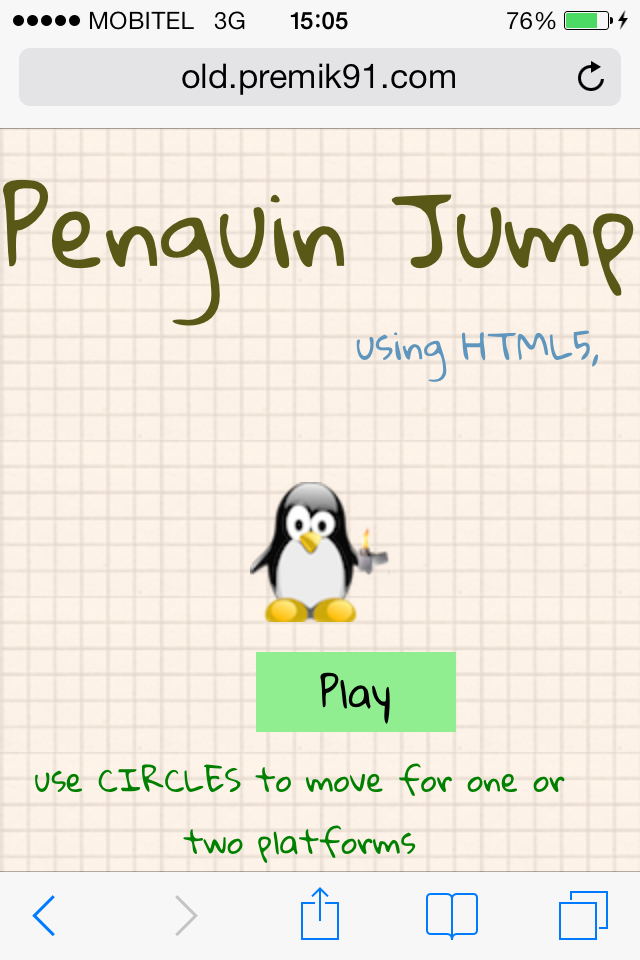 MOBITEL 3G 15:05 76%
old.premik91.com
Penguin Jump
using HTML5,
Play
use CIRCLES to move for one or
two platforms